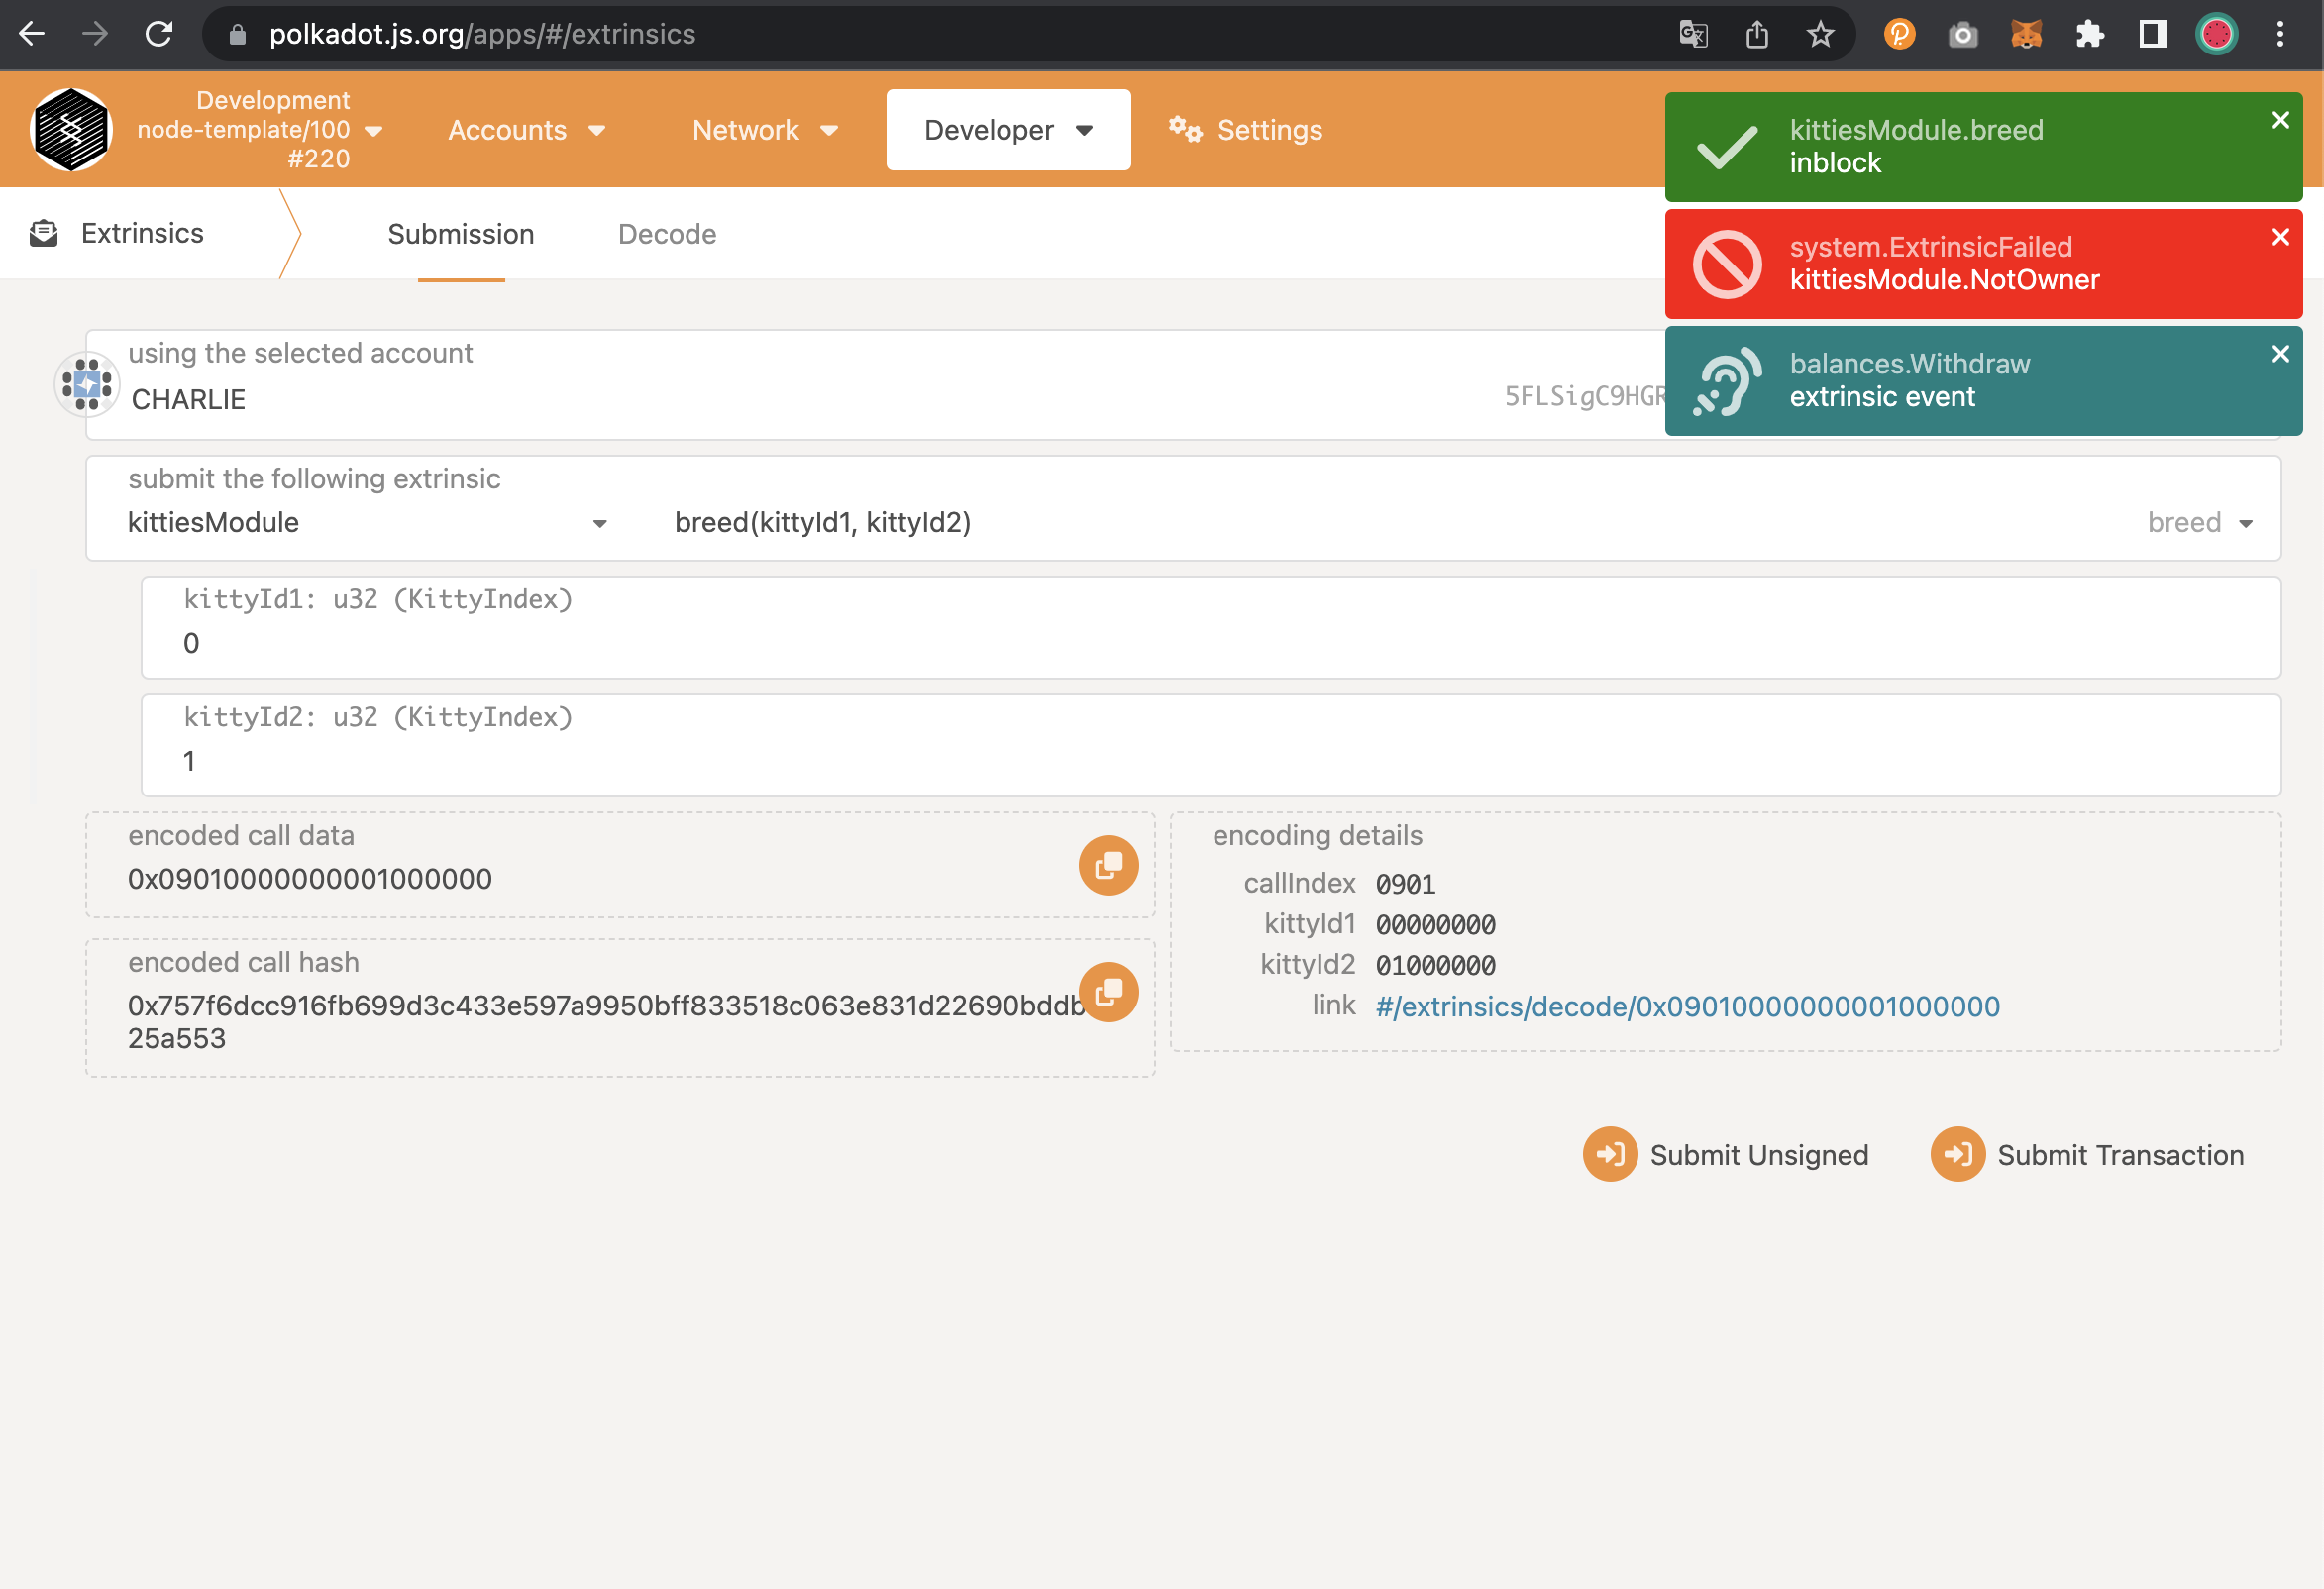 polkadot.js.org/apps/#/extrinsics
Development
node-template/100
#220
Accounts
Network
Developer
Settings
kittiesModule.breed
inblock
system.ExtrinsicFailed
kittiesModule.NotOwner
balances.Withdraw
extrinsic event
Extrinsics
Submission
Decode
using the selected account
CHARLIE
5FLSigC9HGR
submit the following extrinsic
kittiesModule
breed(kittyId1, kittyId2)
breed
kittyId1: u32 (KittyIndex)
0
kittyId2: u32 (KittyIndex)
1
encoded call data
0x09010000000001000000
encoded call hash
0x757f6dcc916fb699d3c433e597a9950bff833518c063e831d22690bddb
25a553
encoding details
callIndex 0901
kittyId1 00000000
kittyId2 01000000
link #/extrinsics/decode/0x09010000000001000000
Submit Unsigned
Submit Transaction